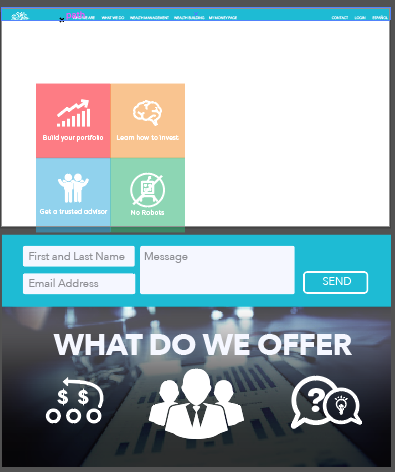 WHO WE ARE WHAT WE DO WEALTH MANAGEMENT WEALTH BUILDING MY MONEY PAGE CONTACT LOGIN ESPAÑOL
Build your portfolio Learn how to invest.
Get a trusted advisor No Robots
First and Last Name Message
Email Address
SEND
WHAT DO WE OFFER
$ $ ?